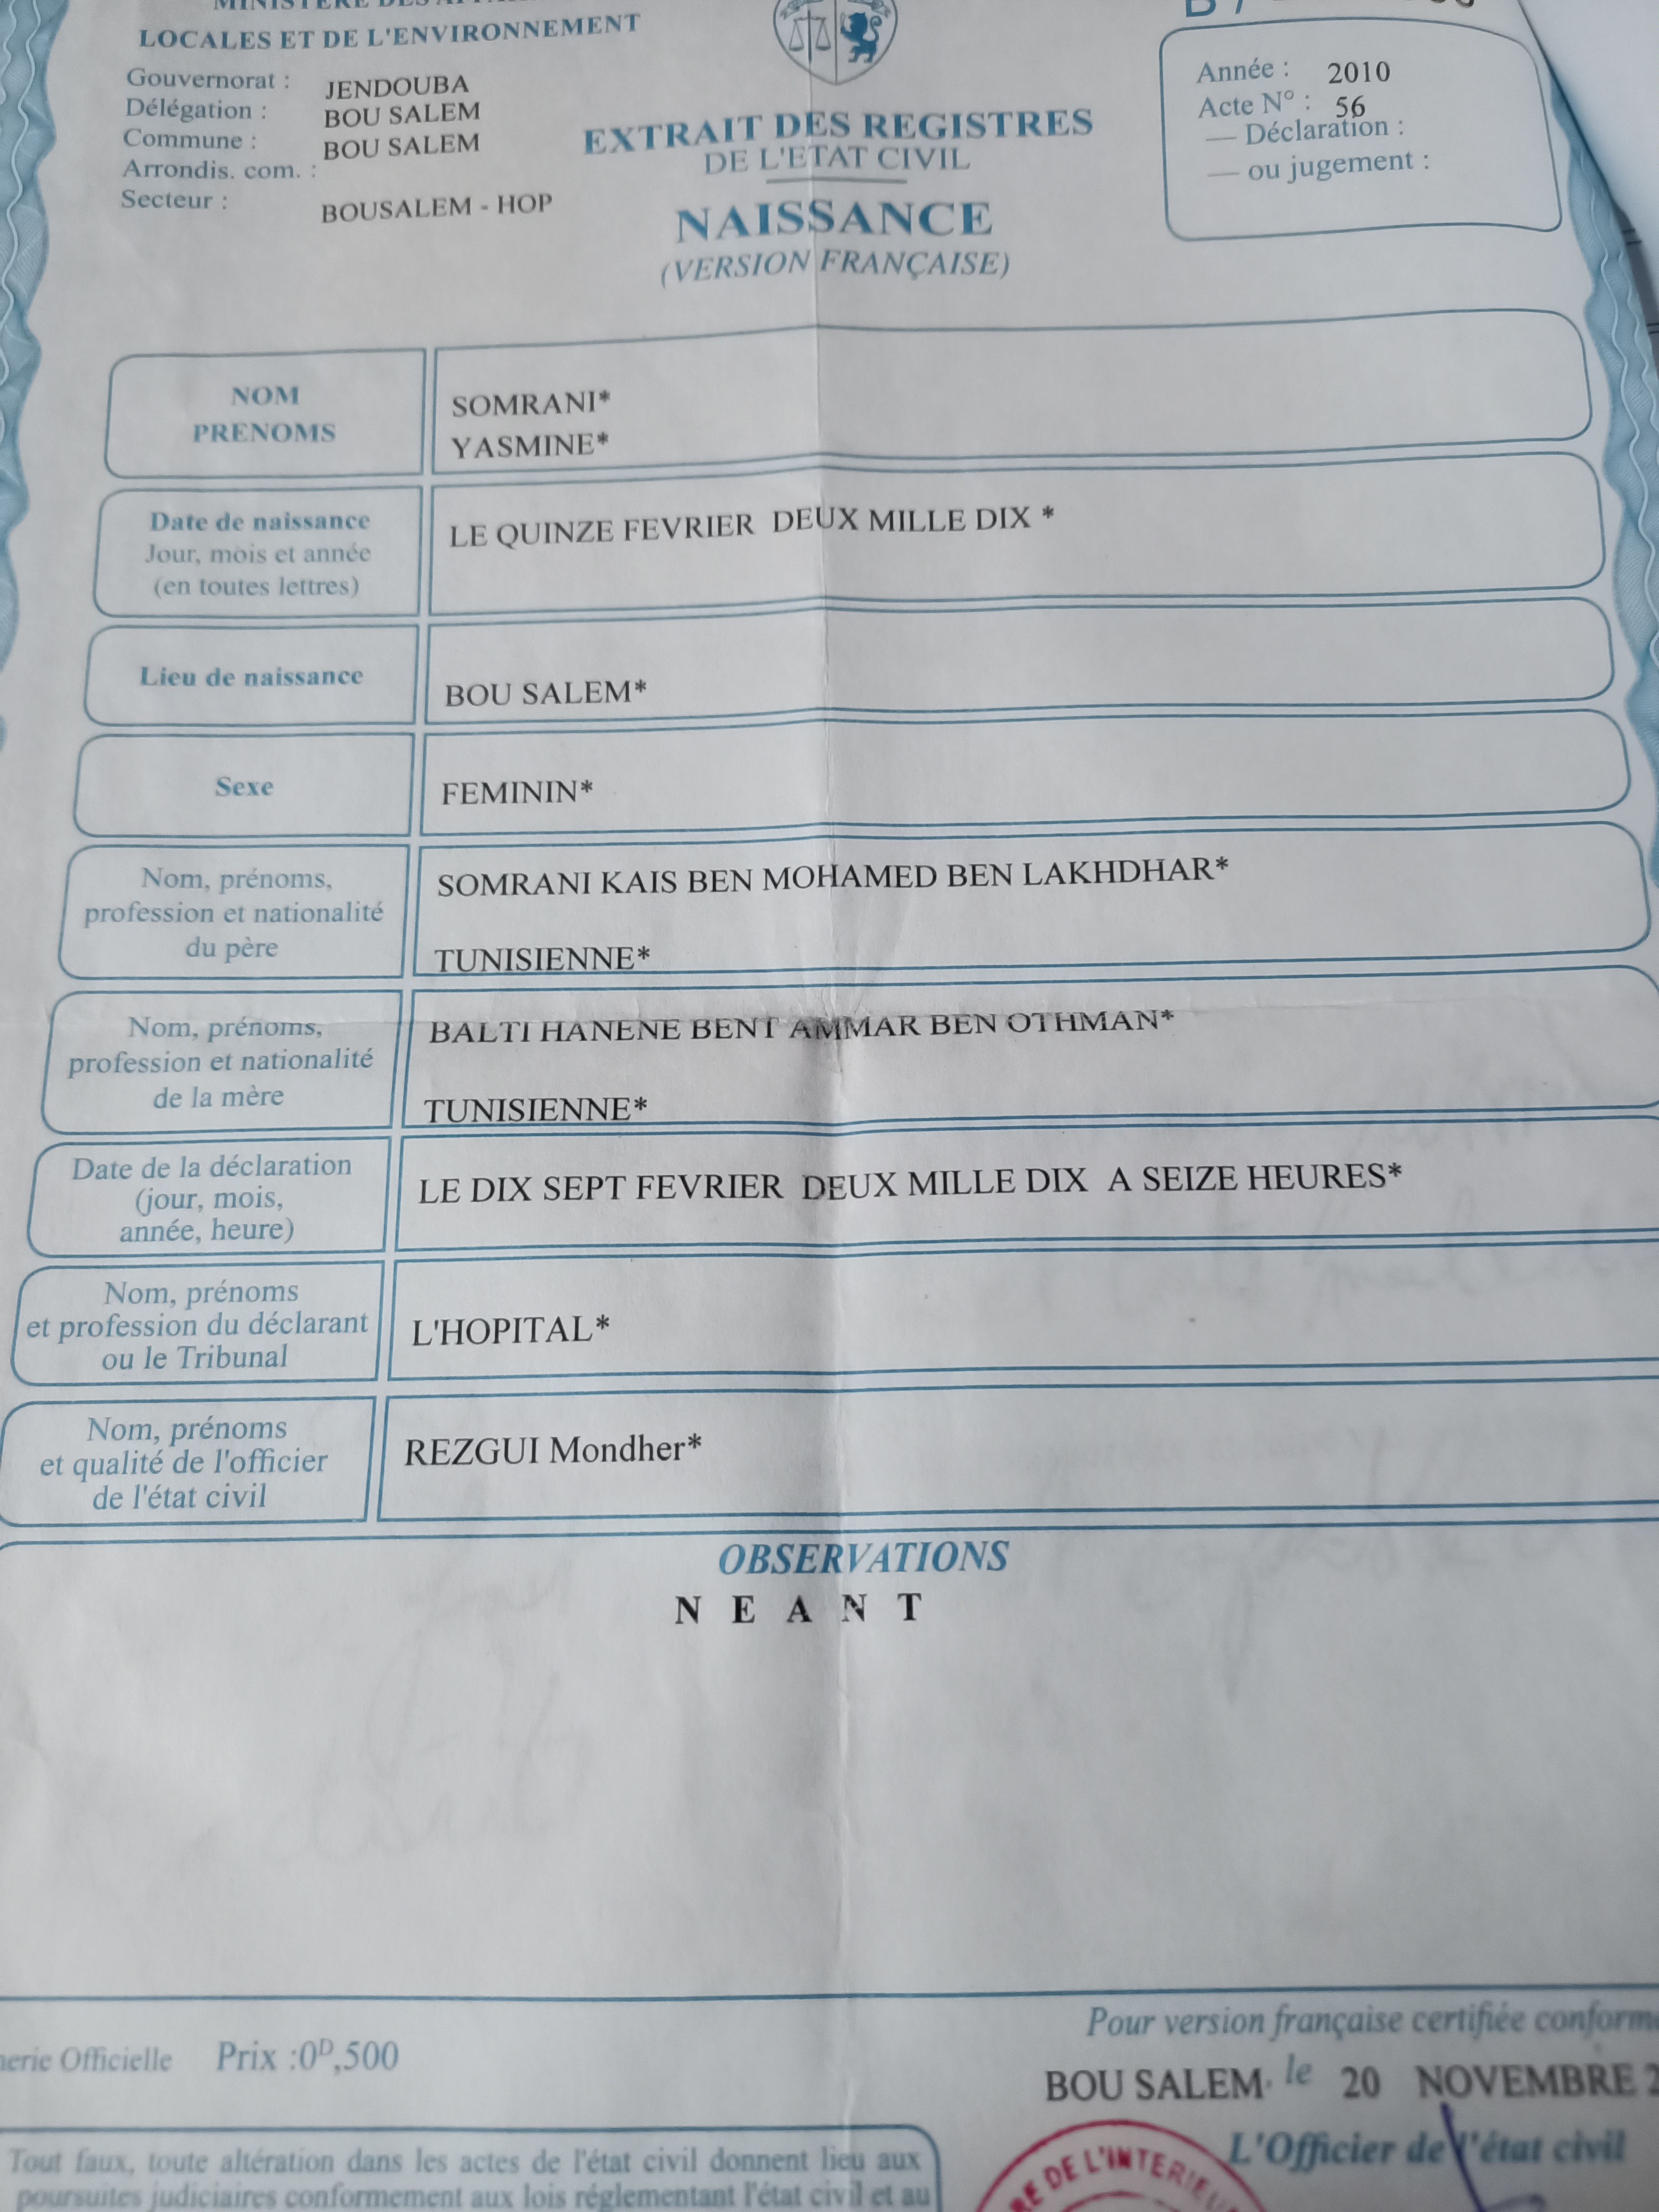 LOCALES ET DE L'ENVIRONNEMENT
Gouvernorat : JENDOUBA
Délégation : BOU SALEM
Commune : BOU SALEM
Arrondis. com. :
Secteur : BOUSALEM - HOP
EXTRAIT DES REGISTRES
DE L'ETAT CIVIL
NAISSANCE
(VERSION FRANÇAISE)
Année : 2010
Acte N° : 56
— Déclaration :
— ou jugement :
NOM
PRENOMS
SOMRANI*
YASMINE*
Date de naissance
Jour, mois et année
(en toutes lettres)
LE QUINZE FEVRIER DEUX MILLE DIX *
Lieu de naissance
BOU SALEM*
Sexe
FEMININ*
Nom, prénoms,
profession et nationalité
du père
SOMRANI KAIS BEN MOHAMED BEN LAKHDHAR*
TUNISIENNE*
Nom, prénoms,
profession et nationalité
de la mère
BALTI HANENE BENT AMMAR BEN OTHMAN*
TUNISIENNE*
Date de la déclaration
(jour, mois,
année, heure)
LE DIX SEPT FEVRIER DEUX MILLE DIX A SEIZE HEURES*
Nom, prénoms
et profession du déclarant
ou le Tribunal
L'HOPITAL*
Nom, prénoms
et qualité de l'officier
de l'état civil
REZGUI Mondher*
OBSERVATIONS
N E A N T
Pour version française certifiée conforme
Officielle Prix :0D,500
BOU SALEM. le 20 NOVEMBRE 2
L'Officier de l'état civil
Tout faux, toute altération dans les actes de l'état civil donnent lieu aux
poursuites judiciaires conformement aux lois réglementant l'état civil et au
DE L'INTERIEU